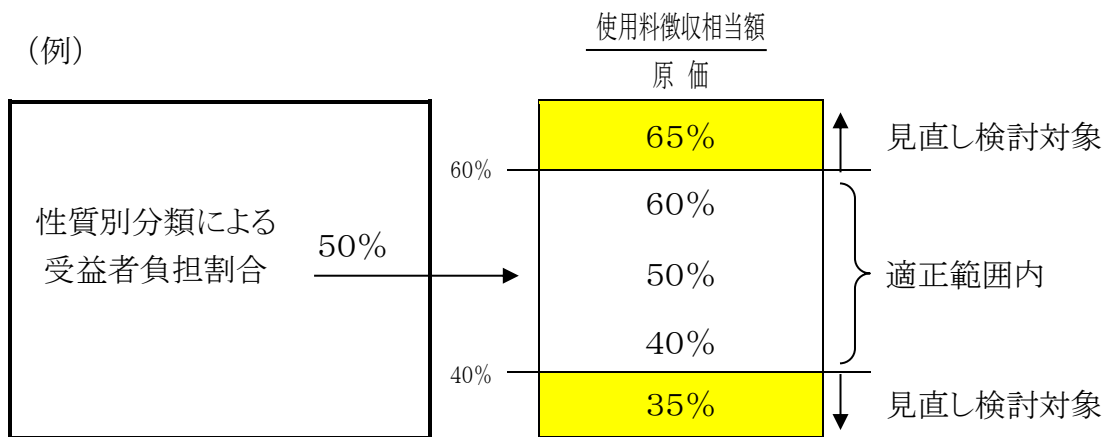 (例)
使用料徴収相当額
原 価
65%
見直し検討対象
60%
60%
性質別分類による
受益者負担割合
50%
50%
適正範囲内
40%
40%
35%
見直し検討対象